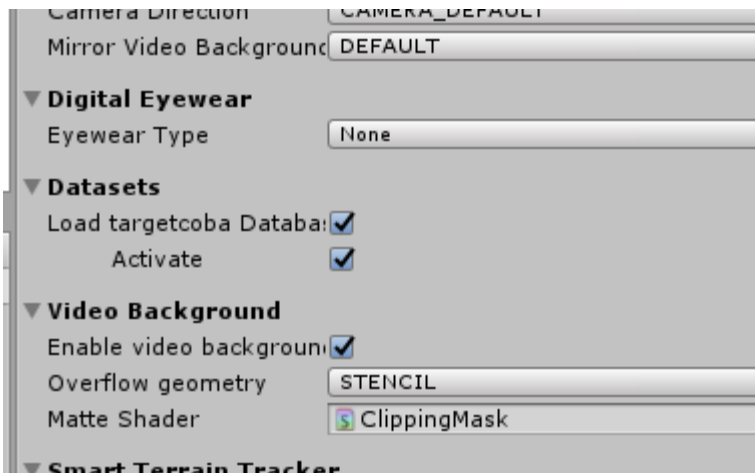 Camera Direction CAMERA_DEFAULT
Mirror Video Backgroun DEFAULT
Digital Eyewear
Eyewear Type None
Datasets
Load targetcoba Databa
Activate
Video Background
Enable video backgroun
Overflow geometry STENCIL
Matte Shader ClippingMask
Smart Terrain Tracker